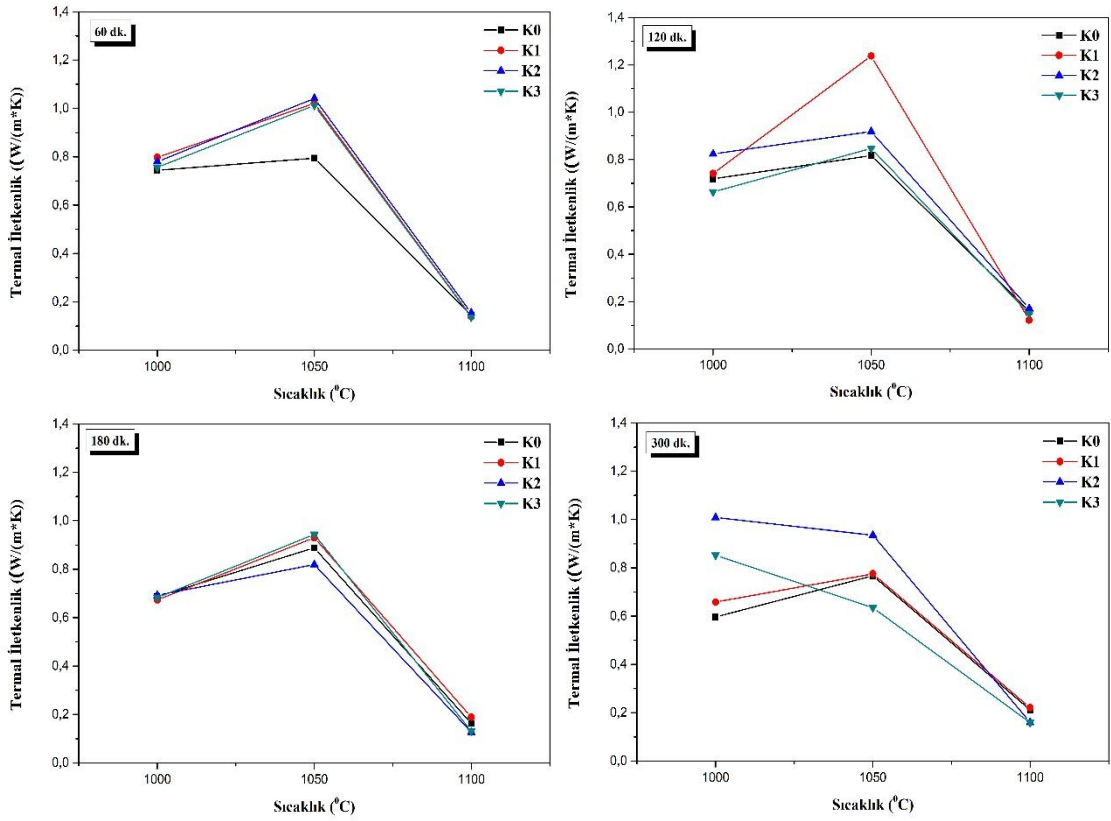 60 dk.
K0
K1
K2
K3
1,4
1,2
1,0
0,8
0,6
0,4
0,2
0,0
1000
1050
1100
Termal İletkenlik ((W/(m*K))
Sıcaklık (⁰C)
120 dk.
K0
K1
K2
K3
1,4
1,2
1,0
0,8
0,6
0,4
0,2
0,0
1000
1050
1100
Termal İletkenlik ((W/(m*K))
Sıcaklık (⁰C)
180 dk.
K0
K1
K2
K3
1,4
1,2
1,0
0,8
0,6
0,4
0,2
0,0
1000
1050
1100
Termal İletkenlik ((W/(m*K))
Sıcaklık (⁰C)
300 dk.
K0
K1
K2
K3
1,4
1,2
1,0
0,8
0,6
0,4
0,2
0,0
1000
1050
1100
Termal İletkenlik ((W/(m*K))
Sıcaklık (⁰C)